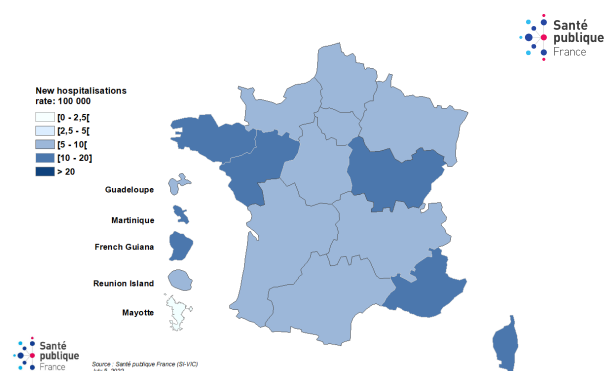 Santé
publique
France
New hospitalisations
rate: 100 000
[0 - 2,5[
[2,5 - 5[
[5 - 10[
[10 - 20]
> 20
Guadeloupe
Martinique
French Guiana
Reunion Island
Mayotte
Santé
publique
France
Source : Santé publique France (SI-VIC)